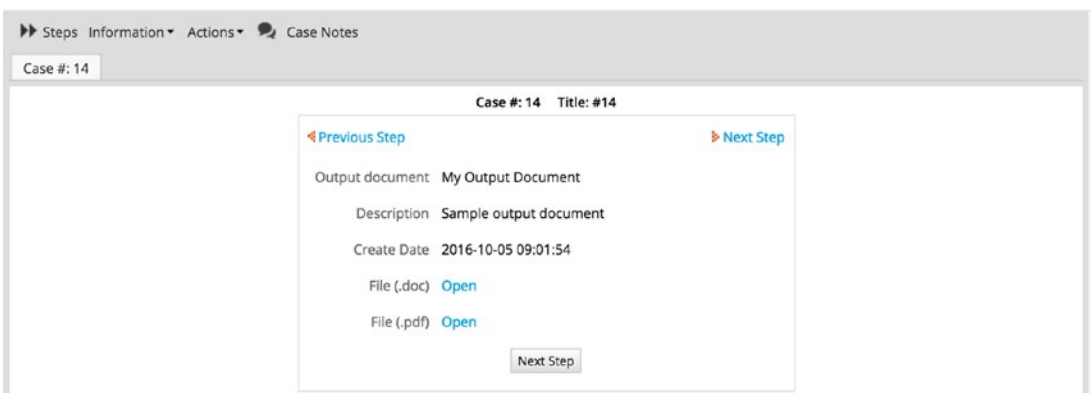 Steps Information Actions Case Notes
Case #: 14
Case #: 14 Title: #14
Previous Step Next Step
Output document My Output Document
Description Sample output document
Create Date 2016-10-05 09:01:54
File (.doc) Open
File (.pdf) Open
Next Step